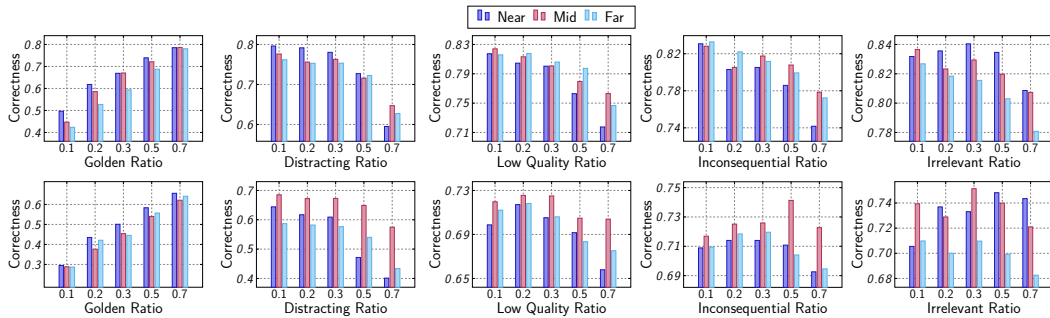 Near Mid Far
Correctness
0.8
0.7
0.6
0.5
0.4
0.1 0.2 0.3 0.5 0.7
Golden Ratio
Correctness
0.8
0.7
0.6
0.1 0.2 0.3 0.5 0.7
Distracting Ratio
Correctness
0.83
0.79
0.75
0.71
0.1 0.2 0.3 0.5 0.7
Low Quality Ratio
Correctness
0.82
0.78
0.74
0.1 0.2 0.3 0.5 0.7
Inconsequential Ratio
Correctness
0.84
0.82
0.80
0.78
0.1 0.2 0.3 0.5 0.7
Irrelevant Ratio
Correctness
0.6
0.5
0.4
0.3
0.1 0.2 0.3 0.5 0.7
Golden Ratio
Correctness
0.7
0.6
0.5
0.4
0.1 0.2 0.3 0.5 0.7
Distracting Ratio
Correctness
0.73
0.69
0.65
0.1 0.2 0.3 0.5 0.7
Low Quality Ratio
Correctness
0.75
0.73
0.71
0.69
0.1 0.2 0.3 0.5 0.7
Inconsequential Ratio
Correctness
0.74
0.72
0.70
0.68
0.1 0.2 0.3 0.5 0.7
Irrelevant Ratio